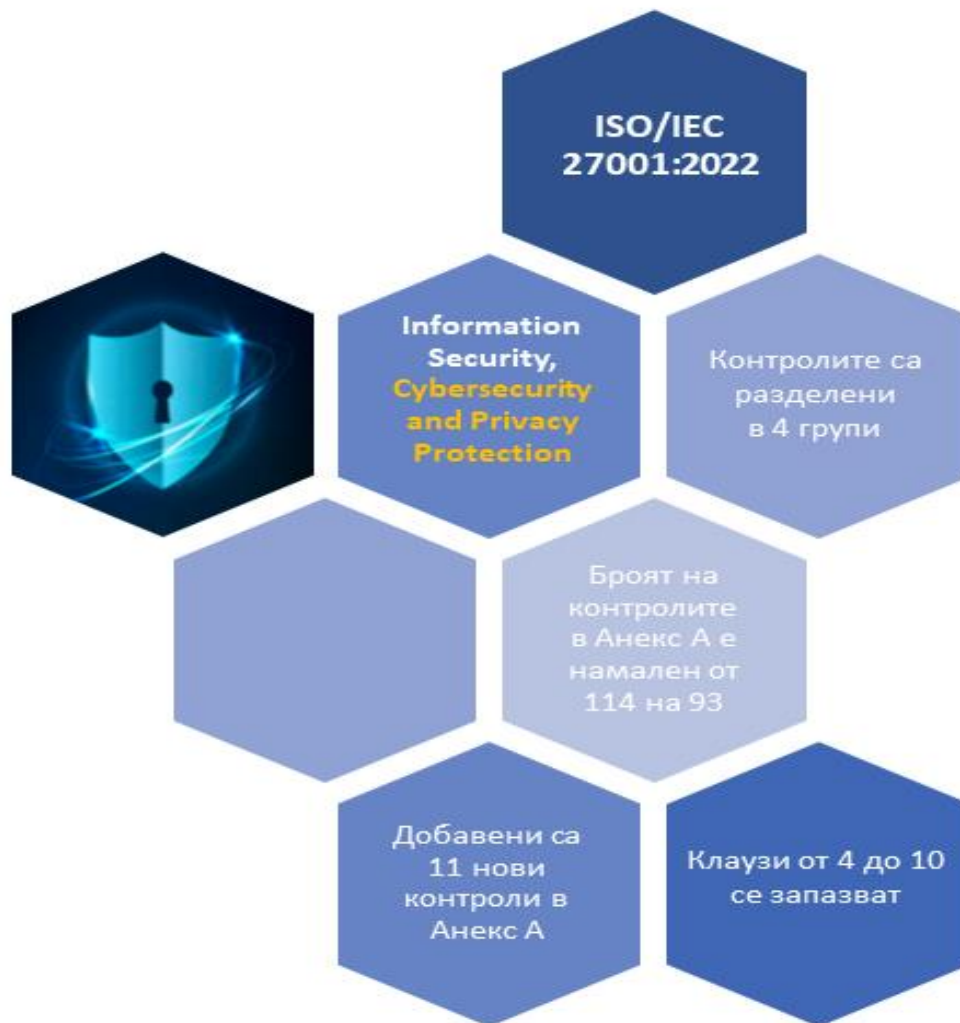 ISO/IEC
27001:2022
Information
Security,
Cybersecurity
and Privacy
Protection
Контролите са
разделени
в 4 групи
Броят на
контролите
в Анекс А е
намален от
114 на 93
Добавени са
11 нови
контроли в
Анекс А
Клаузи от 4 до 10
се запазват